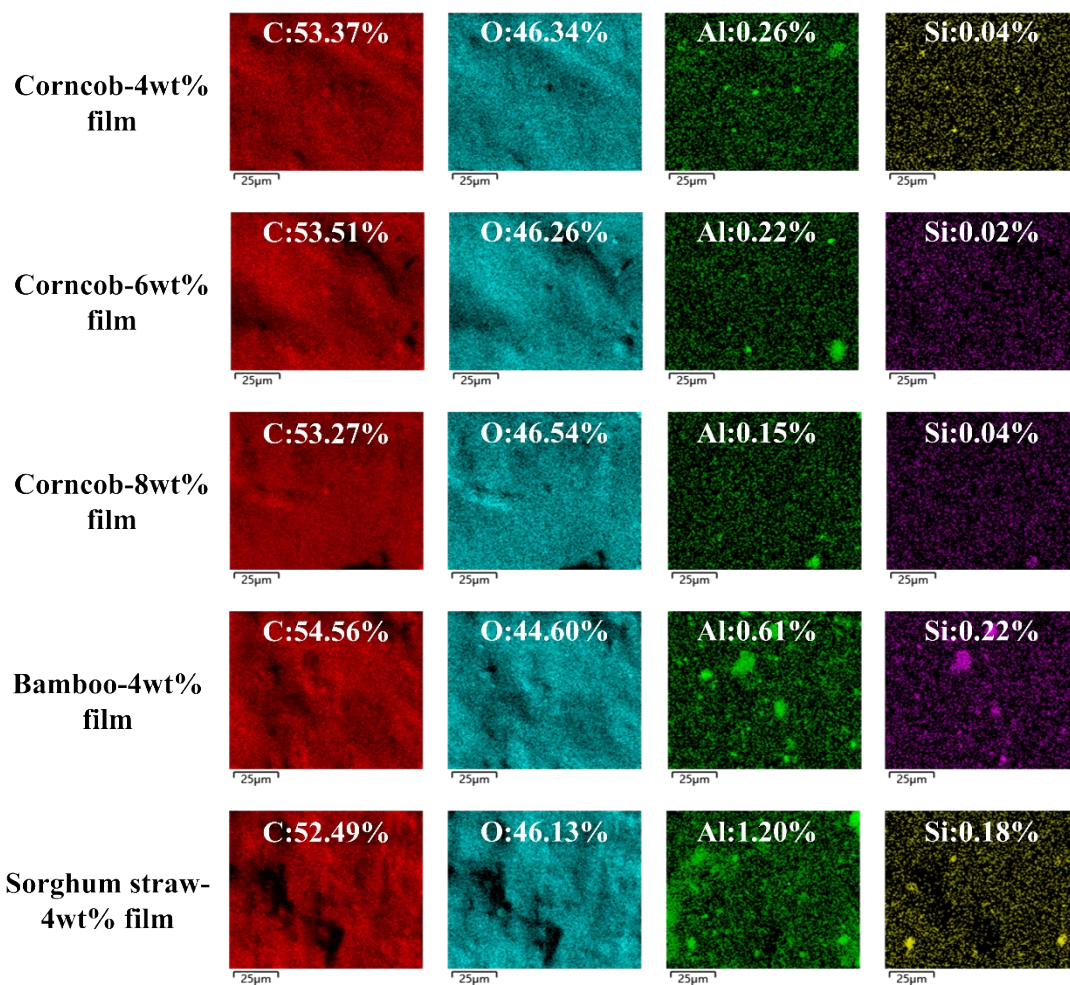 C:53.37% O:46.34% Al:0.26% Si:0.04%
Corncob-4wt%
film
25μm 25μm 25μm 25μm
C:53.51% O:46.26% Al:0.22% Si:0.02%
Corncob-6wt%
film
25μm 25μm 25μm 25μm
C:53.27% O:46.54% Al:0.15% Si:0.04%
Corncob-8wt%
film
25μm 25μm 25μm 25μm
C:54.56% O:44.60% Al:0.61% Si:0.22%
Bamboo-4wt%
film
25μm 25μm 25μm 25μm
C:52.49% O:46.13% Al:1.20% Si:0.18%
Sorghum straw-
4wt% film
25μm 25μm 25μm 25μm